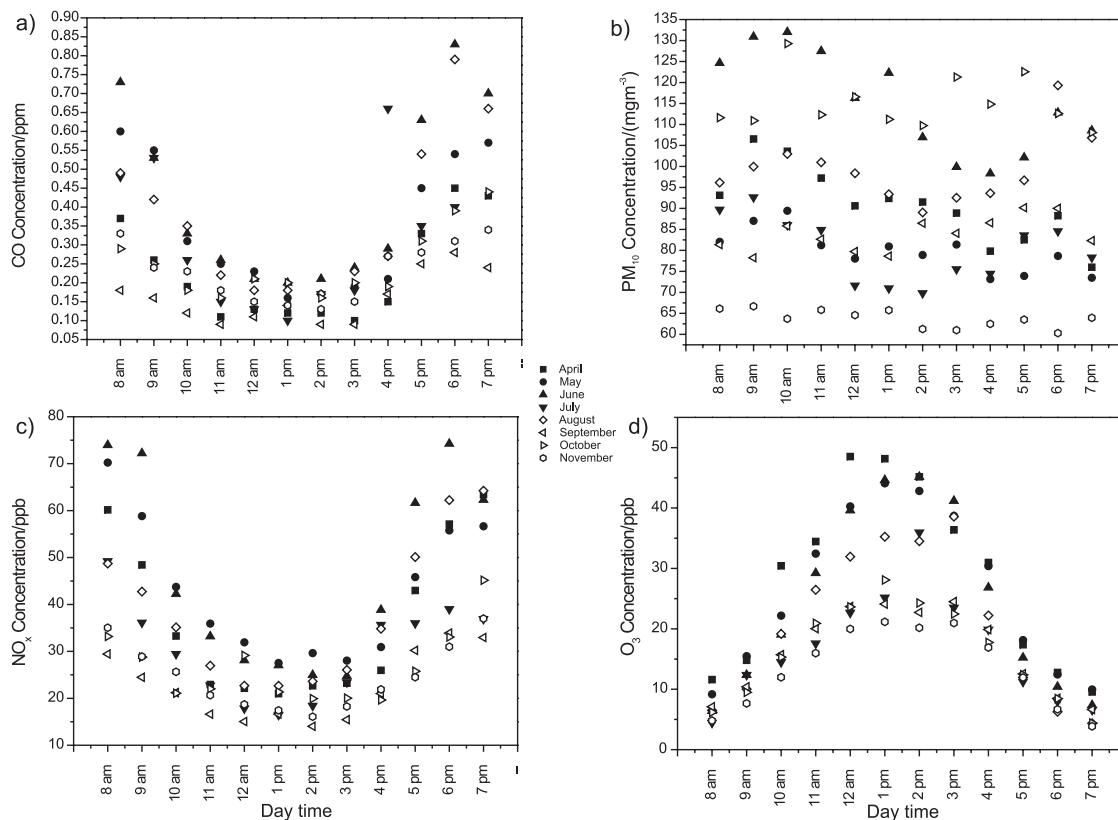 a)
CO Concentration/ppm
0.90
0.85
0.80
0.75
0.70
0.65
0.60
0.55
0.50
0.45
0.40
0.35
0.30
0.25
0.20
0.15
0.10
0.05
8 am
9 am
10 am
11 am
12 am
1 pm
2 pm
3 pm
4 pm
5 pm
6 pm
7 pm
b)
PM10 Concentration/(mgm-3)
135
130
125
120
115
110
105
100
95
90
85
80
75
70
65
60
8 am
9 am
10 am
11 am
12 am
1 pm
2 pm
3 pm
4 pm
5 pm
6 pm
7 pm
April
May
June
July
August
September
October
November
c)
NOx Concentration/ppb
80
70
60
50
40
30
20
10
8 am
9 am
10 am
11 am
12 am
1 pm
2 pm
3 pm
4 pm
5 pm
6 pm
7 pm
Day time
d)
O3 Concentration/ppb
50
40
30
20
10
0
8 am
9 am
10 am
11 am
12 am
1 pm
2 pm
3 pm
4 pm
5 pm
6 pm
7 pm
Day time